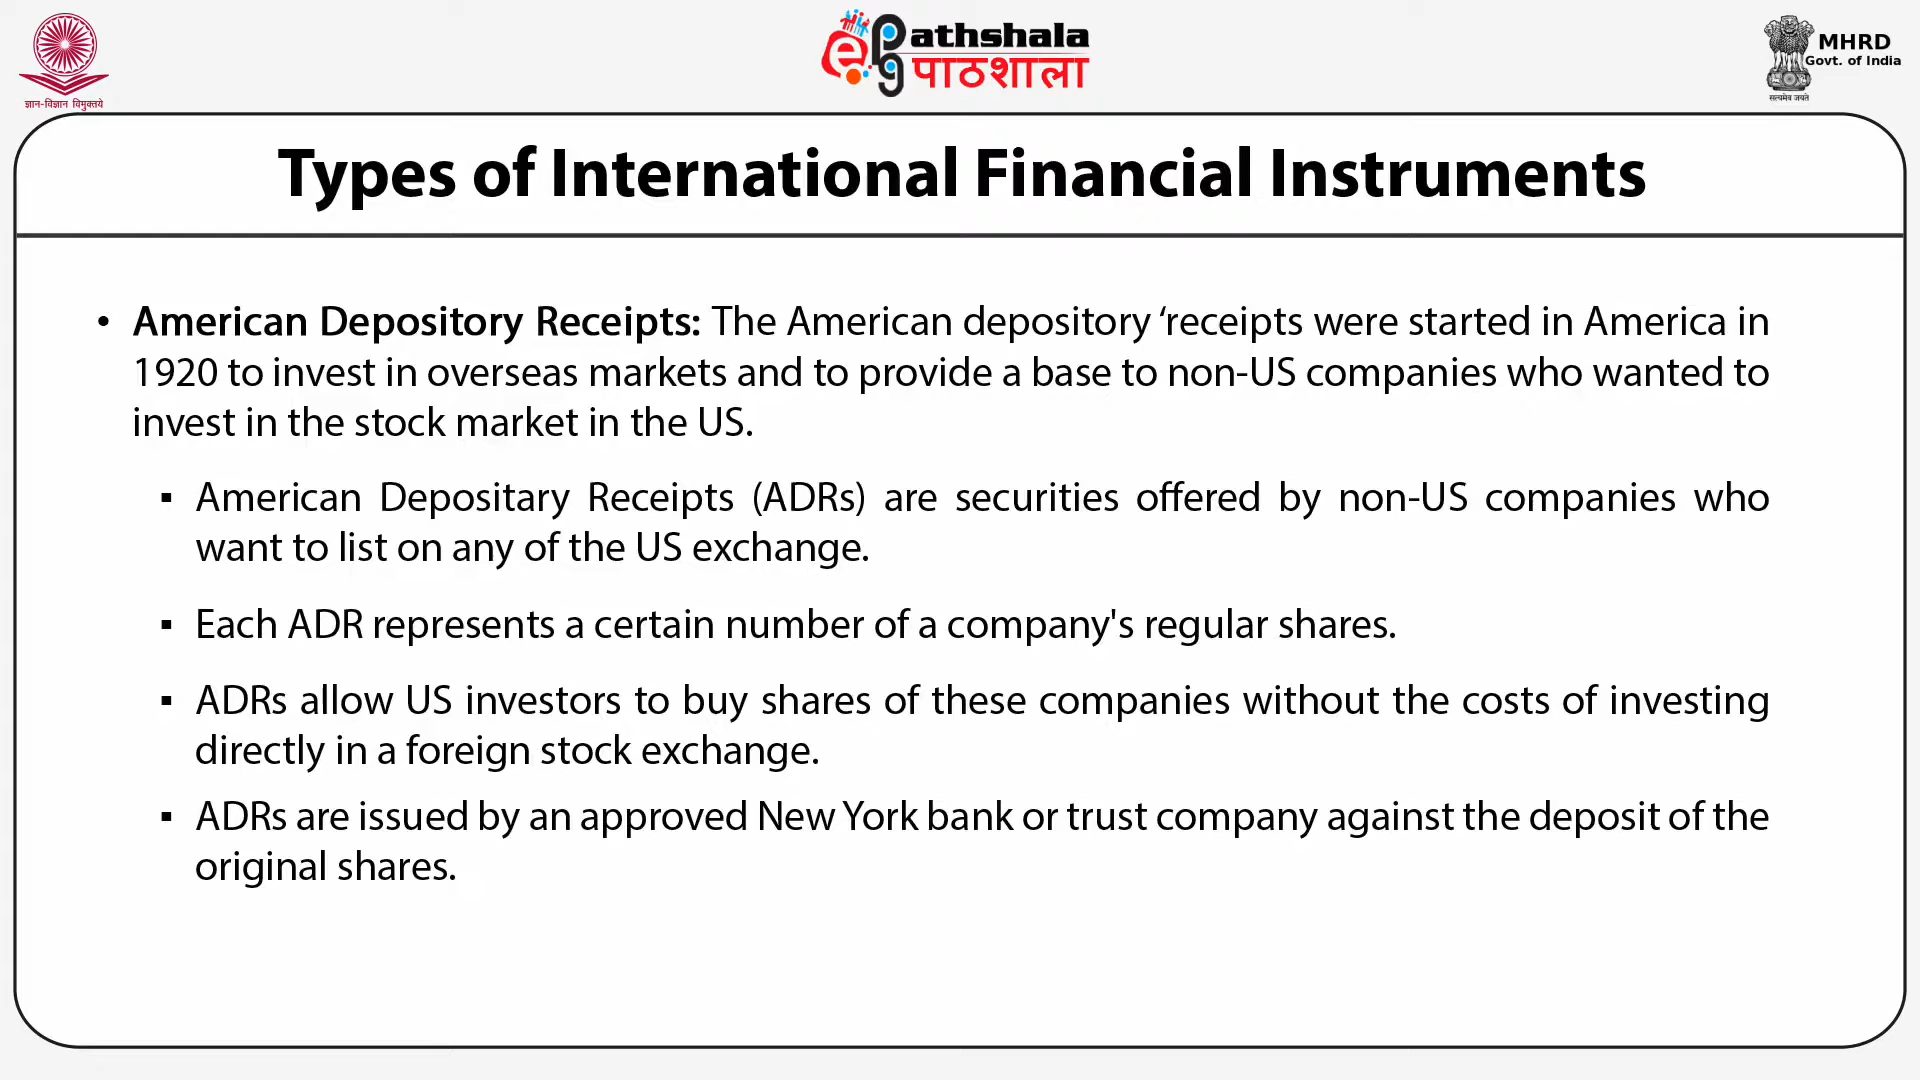 ज्ञान-विज्ञान विमुक्तये
e PG athshala
पाठशाला
MHRD
Govt. of India
सत्यमेव जयते
Types of International Financial Instruments
• American Depository Receipts: The American depository ‘receipts were started in America in
1920 to invest in overseas markets and to provide a base to non-US companies who wanted to
invest in the stock market in the US.
▪ American Depositary Receipts (ADRs) are securities offered by non-US companies who
want to list on any of the US exchange.
▪ Each ADR represents a certain number of a company's regular shares.
▪ ADRs allow US investors to buy shares of these companies without the costs of investing
directly in a foreign stock exchange.
▪ ADRs are issued by an approved New York bank or trust company against the deposit of the
original shares.